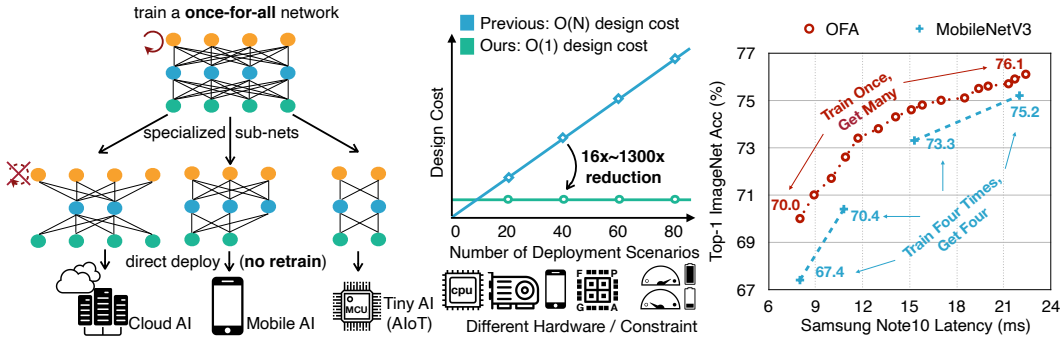 train a once-for-all network
specialized sub-nets
direct deploy (no retrain)
Cloud AI
Mobile AI
MCU
Tiny AI
(AIoT)
Previous: O(N) design cost
Ours: O(1) design cost
Design Cost
16x~1300x
reduction
20
40
60
80
Number of Deployment Scenarios
cpu
F
P
G
A
Different Hardware / Constraint
OFA
MobileNetV3
Top-1 ImageNet Acc (%)
77
75
73
71
69
67
76.1
Train Once,
Get Many
75.2
73.3
70.0
70.4
Train Four Times,
Get Four
67.4
6
9
12
15
18
21
24
Samsung Note10 Latency (ms)